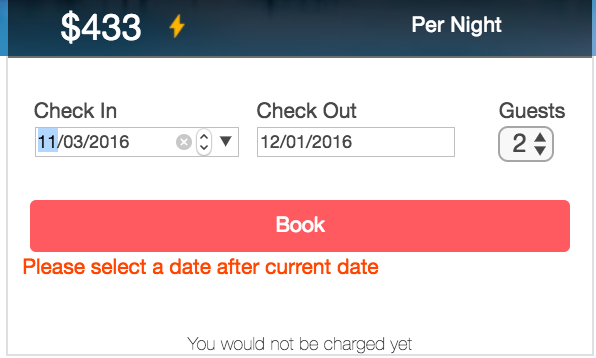 $433 Per Night
Check In Check Out Guests
11/03/2016 12/01/2016 2
Book
Please select a date after current date
You would not be charged yet